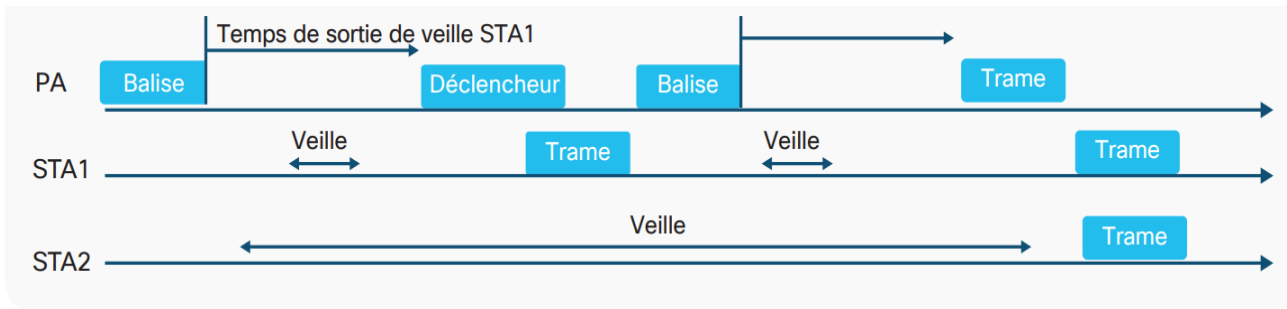 Temps de sortie de veille STA1
PA Balise Déclencheur Balise Trame
Veille Veille
STA1 Trame Trame
Veille
STA2 Trame